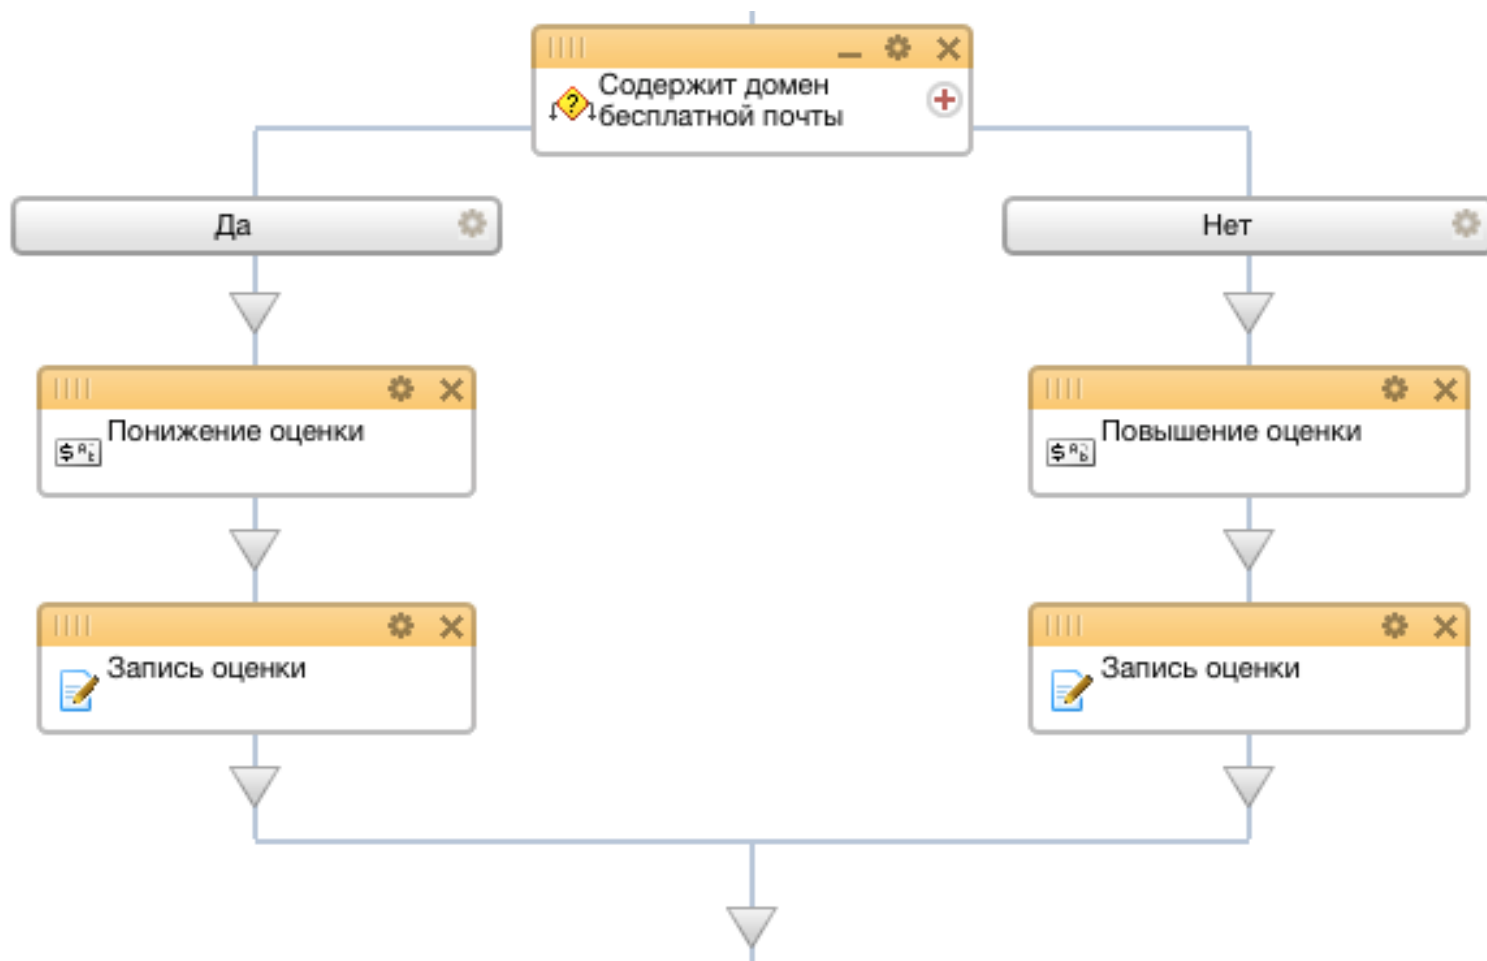 Содержит домен
бесплатной почты
Да
Нет
Понижение оценки
Повышение оценки
Запись оценки
Запись оценки